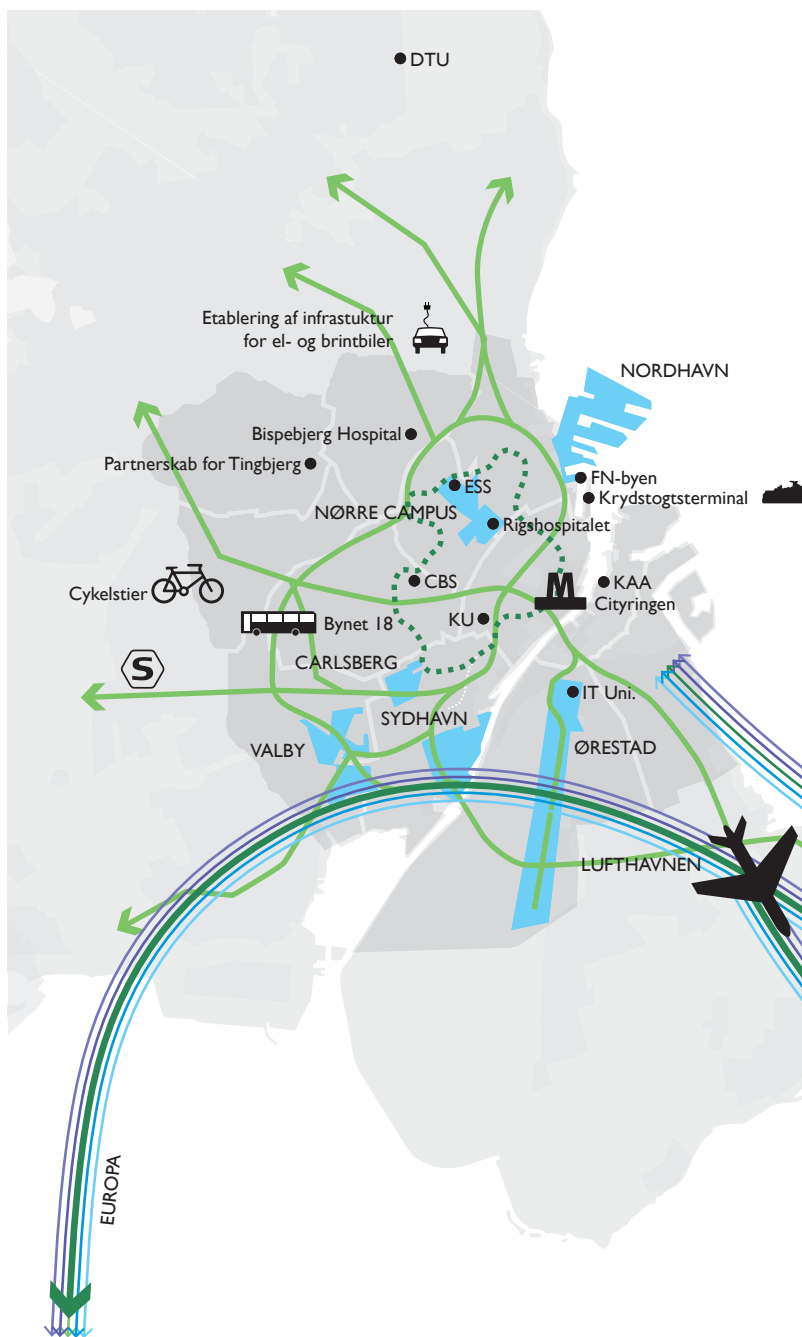 DTU
Etablering af infrastuktur
for el- og brintbiler
NORDHAVN
Bispebjerg Hospital
Partnerskab for Tingbjerg
FN-byen
ESS
Krydstogtsterminal
NØRRE CAMPUS
Rigshospitalet
Cykelstier
CBS
M
KAA
Cityringen
KU
Bynet 18
S
CARLSBERG
IT Uni.
SYDHAVN
VALBY
ØRESTAD
LUFTHAVNEN
EUROPA